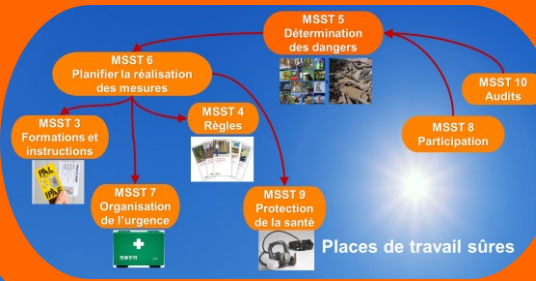 MSST 5
Détermination
des dangers
MSST 6
Planifier la réalisation
des mesures
MSST 10
Audits
MSST 3
Formations et
instructions
MSST 4
Règles
MSST 8
Participation
MSST 7
Organisation
de l'urgence
MSST 9
Protection
de la santé
Places de travail sûres